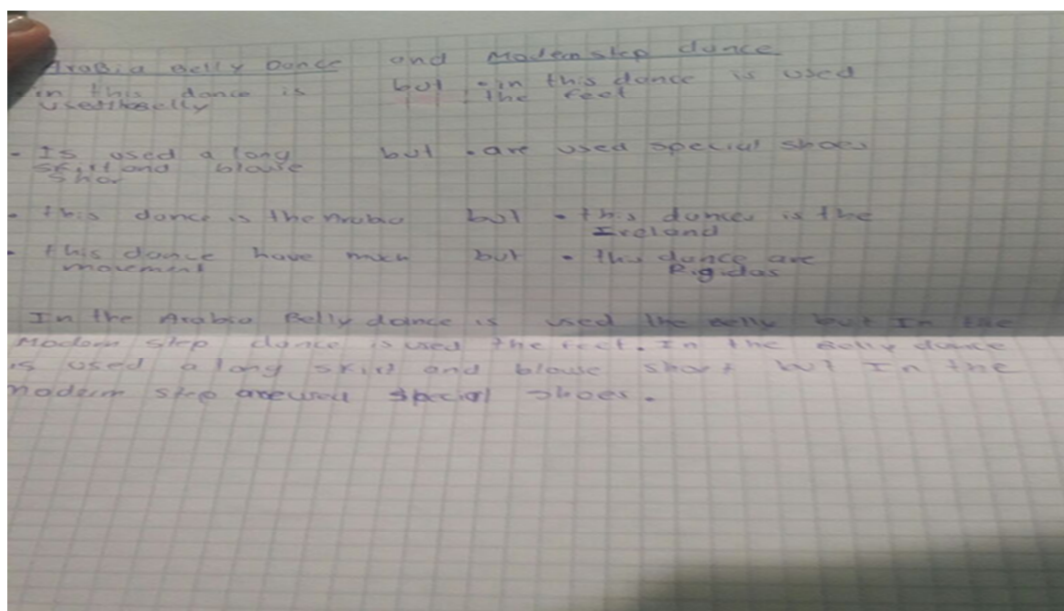 Arabia Belly Dance and Modern step dance
in this dance is but - in this dance is used
used the belly the feet
- Is used a long but . are used special shoes
skirt and blouse
Shor
- this dance is the Arabia but • this dances is the
Ireland
- this dance have much but • this dance are
movement Rigidas
In the Arabia Belly dance is used the belly but In the
Modern step dance is used the feet. In the Belly dance
is used a long skirt and blouse short but In the
modern step are used special shoes.